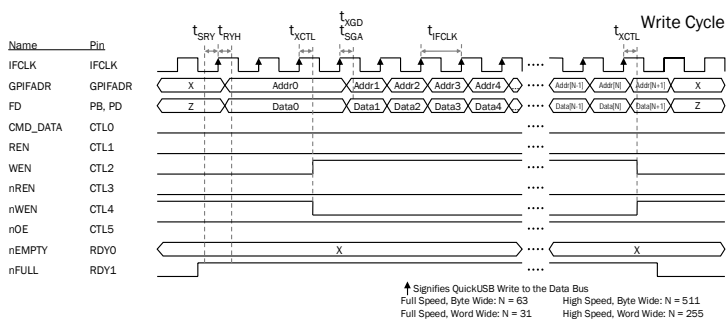 Write Cycle
tSRY tRYH tXCTL tXGD tSGA tIFCLK tXCTL
Name Pin
IFCLK IFCLK
GPIFADR GPIFADR X Addr0 Addr1 Addr2 Addr3 Addr4 ... Addr[N-1] Addr[N] Addr[N+1] X
FD PB, PD Z Data0 Data1 Data2 Data3 Data4 ... Data[N-1] Data[N] Data[N+1] Z
CMD_DATA CTL0
REN CTL1
WEN CTL2
nREN CTL3
nWEN CTL4
nOE CTL5
nEMPTY RDY0 X X
nFULL RDY1
Signifies QuickUSB Write to the Data Bus
Full Speed, Byte Wide: N = 63 High Speed, Byte Wide: N = 511
Full Speed, Word Wide: N = 31 High Speed, Word Wide: N = 255